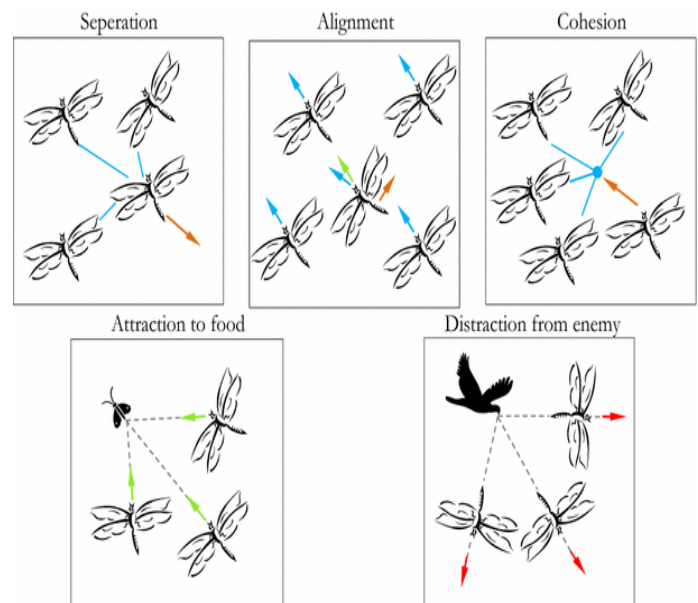 Seperation
Alignment
Cohesion
Attraction to food
Distraction from enemy